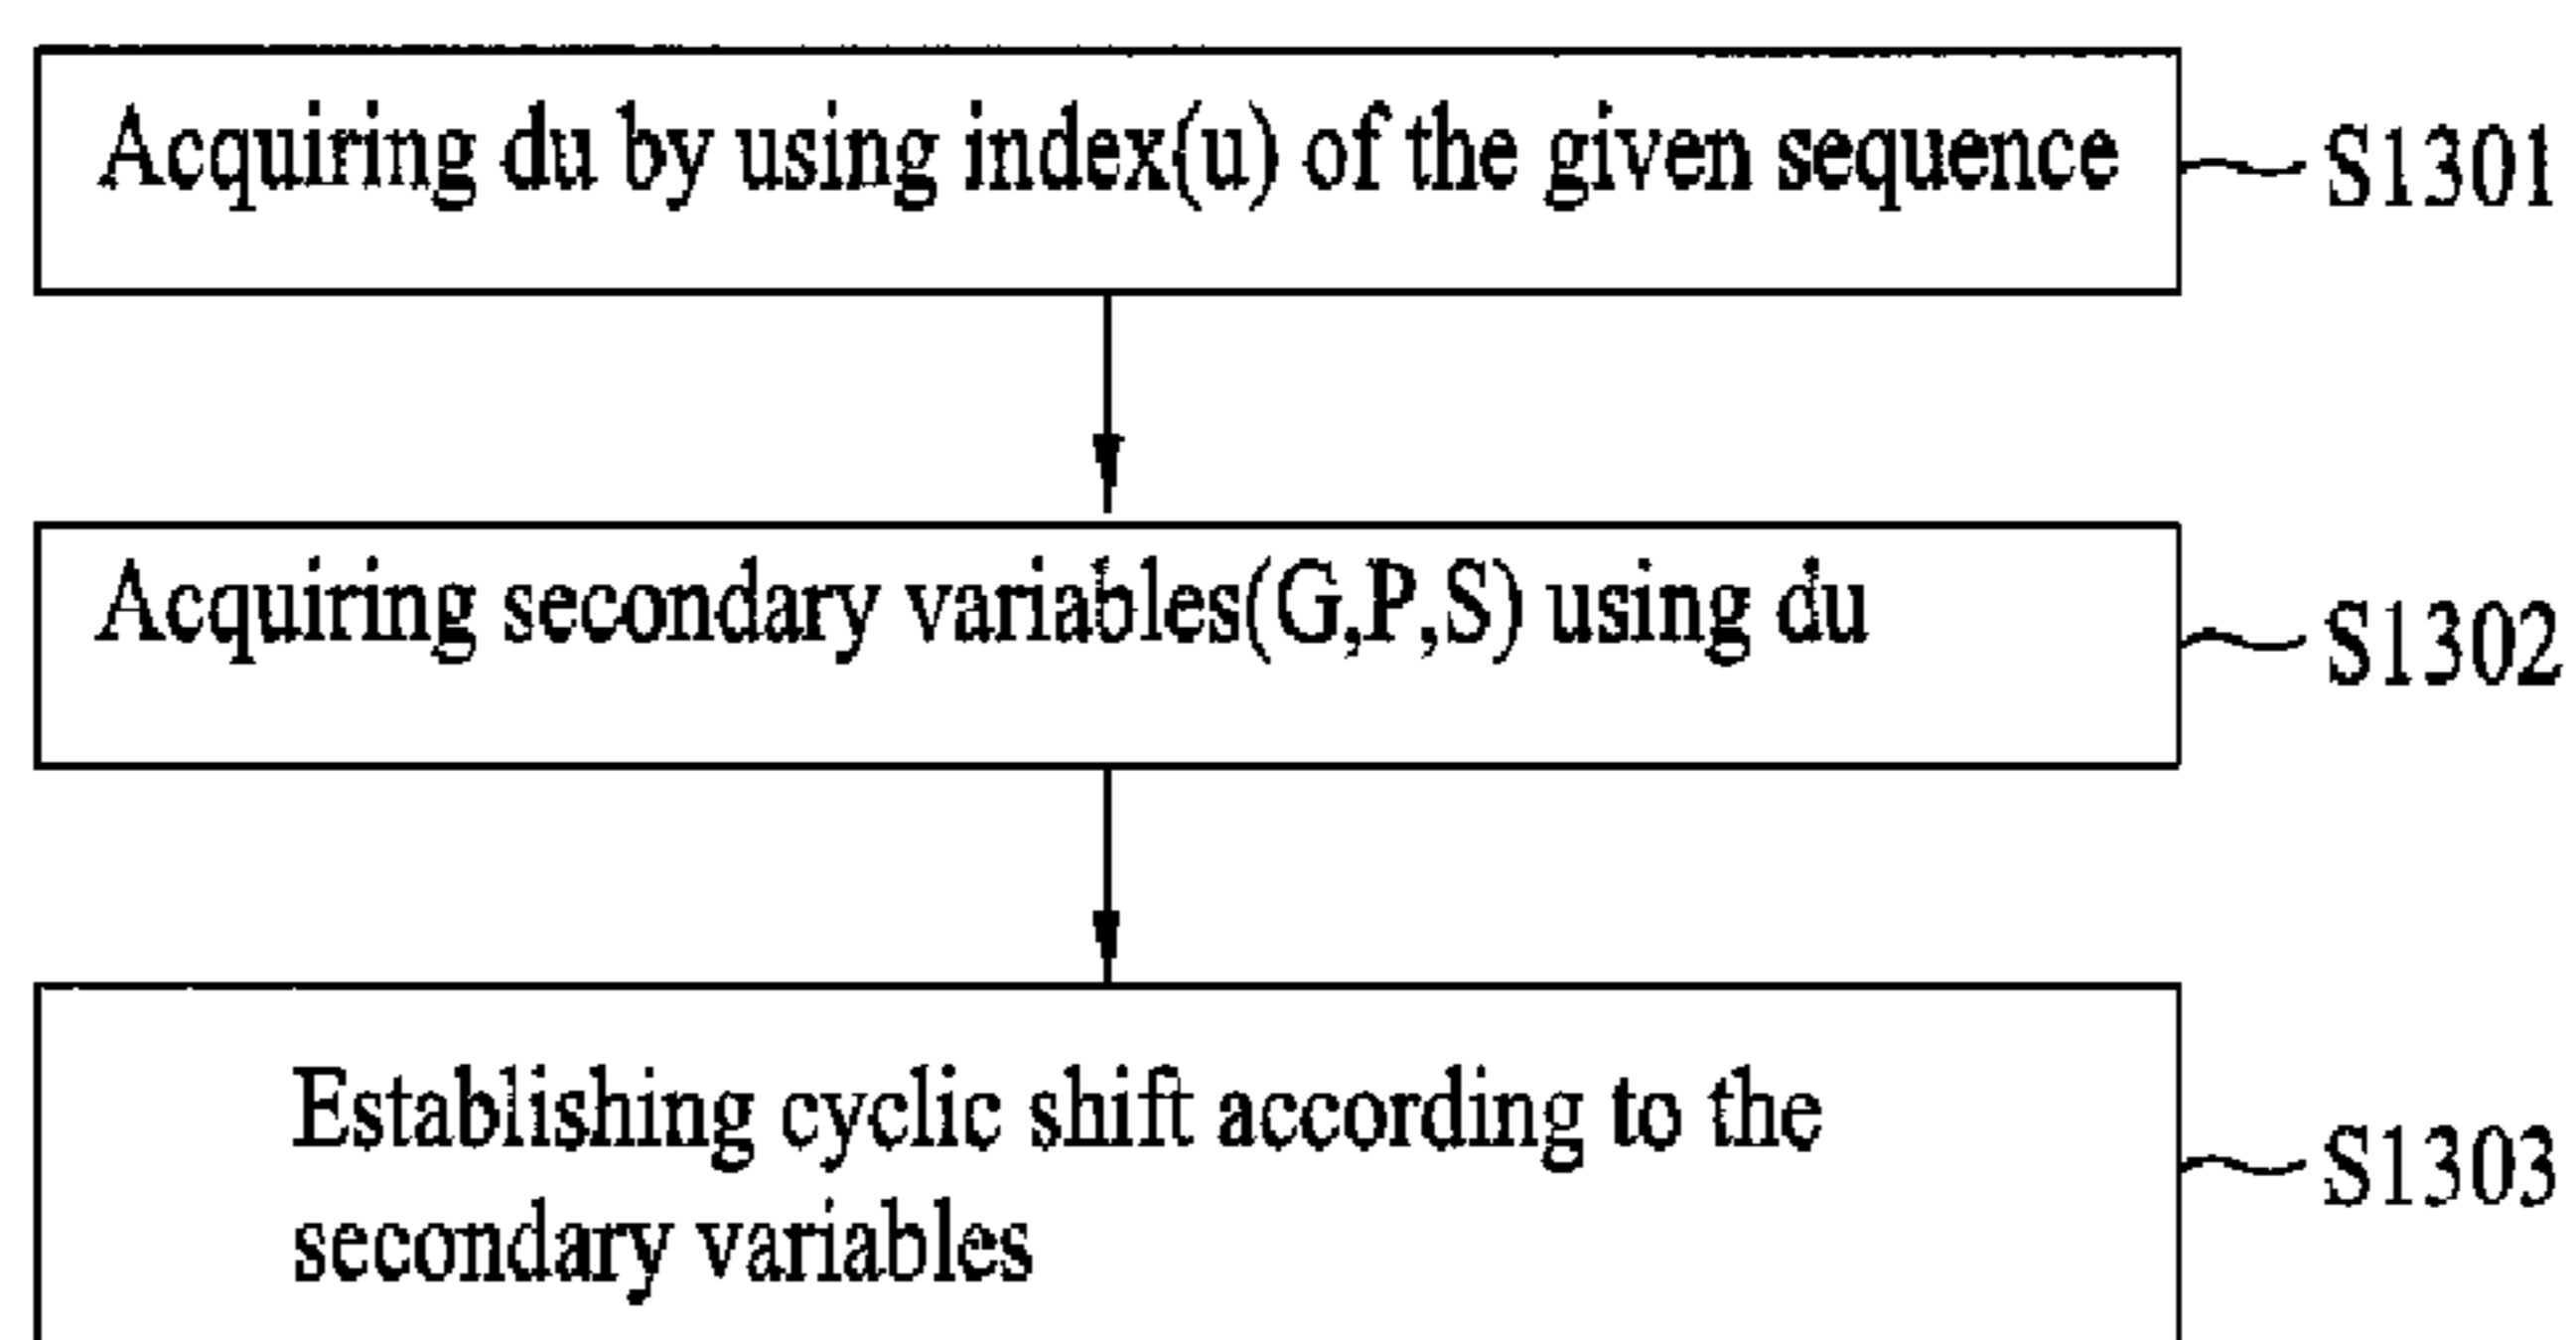 Acquiring du by using index(u) of the given sequence
S1301
Acquiring secondary variables(G,P,S) using du
S1302
Establishing cyclic shift according to the
secondary variables
S1303